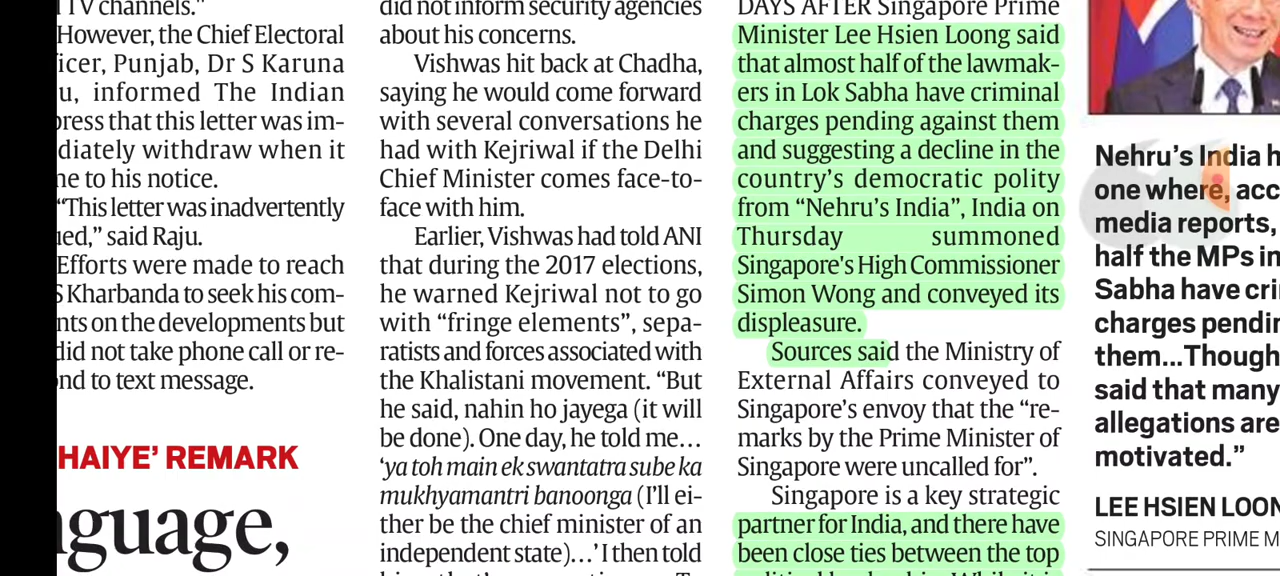 TV channels."
However, the Chief Electoral
Punjab, Dr S Karuna
informed The Indian
that this letter was im-
withdraw when it
to his notice.
"This letter was inadvertently
said Raju.
Efforts were made to reach
S Kharbanda to seek his com-
on the developments but
did not take phone call or re-
to text message.
HAIYE' REMARK
did not inform security agencies
about his concerns.
Vishwas hit back at Chadha,
saying he would come forward
with several conversations he
had with Kejriwal if the Delhi
Chief Minister comes face-to-
face with him.
Earlier, Vishwas had told ANI
that during the 2017 elections,
he warned Kejriwal not to go
with "fringe elements", sepa-
ratists and forces associated with
the Khalistani movement. "But
he said, nahin ho jayega (it will
be done). One day, he told me...
'ya toh main ek swantatra sube ka
mukhyamantri banoonga (I'll ei-
ther be the chief minister of an
independent state)...' I then told
DAYS AFTER Singapore Prime
Minister Lee Hsien Loong said
that almost half of the lawmak-
ers in Lok Sabha have criminal
charges pending against them
and suggesting a decline in the
country's democratic polity
from "Nehru's India", India on
Thursday summoned
Singapore's High Commissioner
Simon Wong and conveyed its
displeasure.
Sources said the Ministry of
External Affairs conveyed to
Singapore's envoy that the "re-
marks by the Prime Minister of
Singapore were uncalled for".
Singapore is a key strategic
partner for India, and there have
been close ties between the top
Nehru's India
one where,
media reports,
half the MPs in
Sabha have
charges
them...Though
said that many
allegations are
motivated."
LEE HSIEN
SINGAPORE PRIME